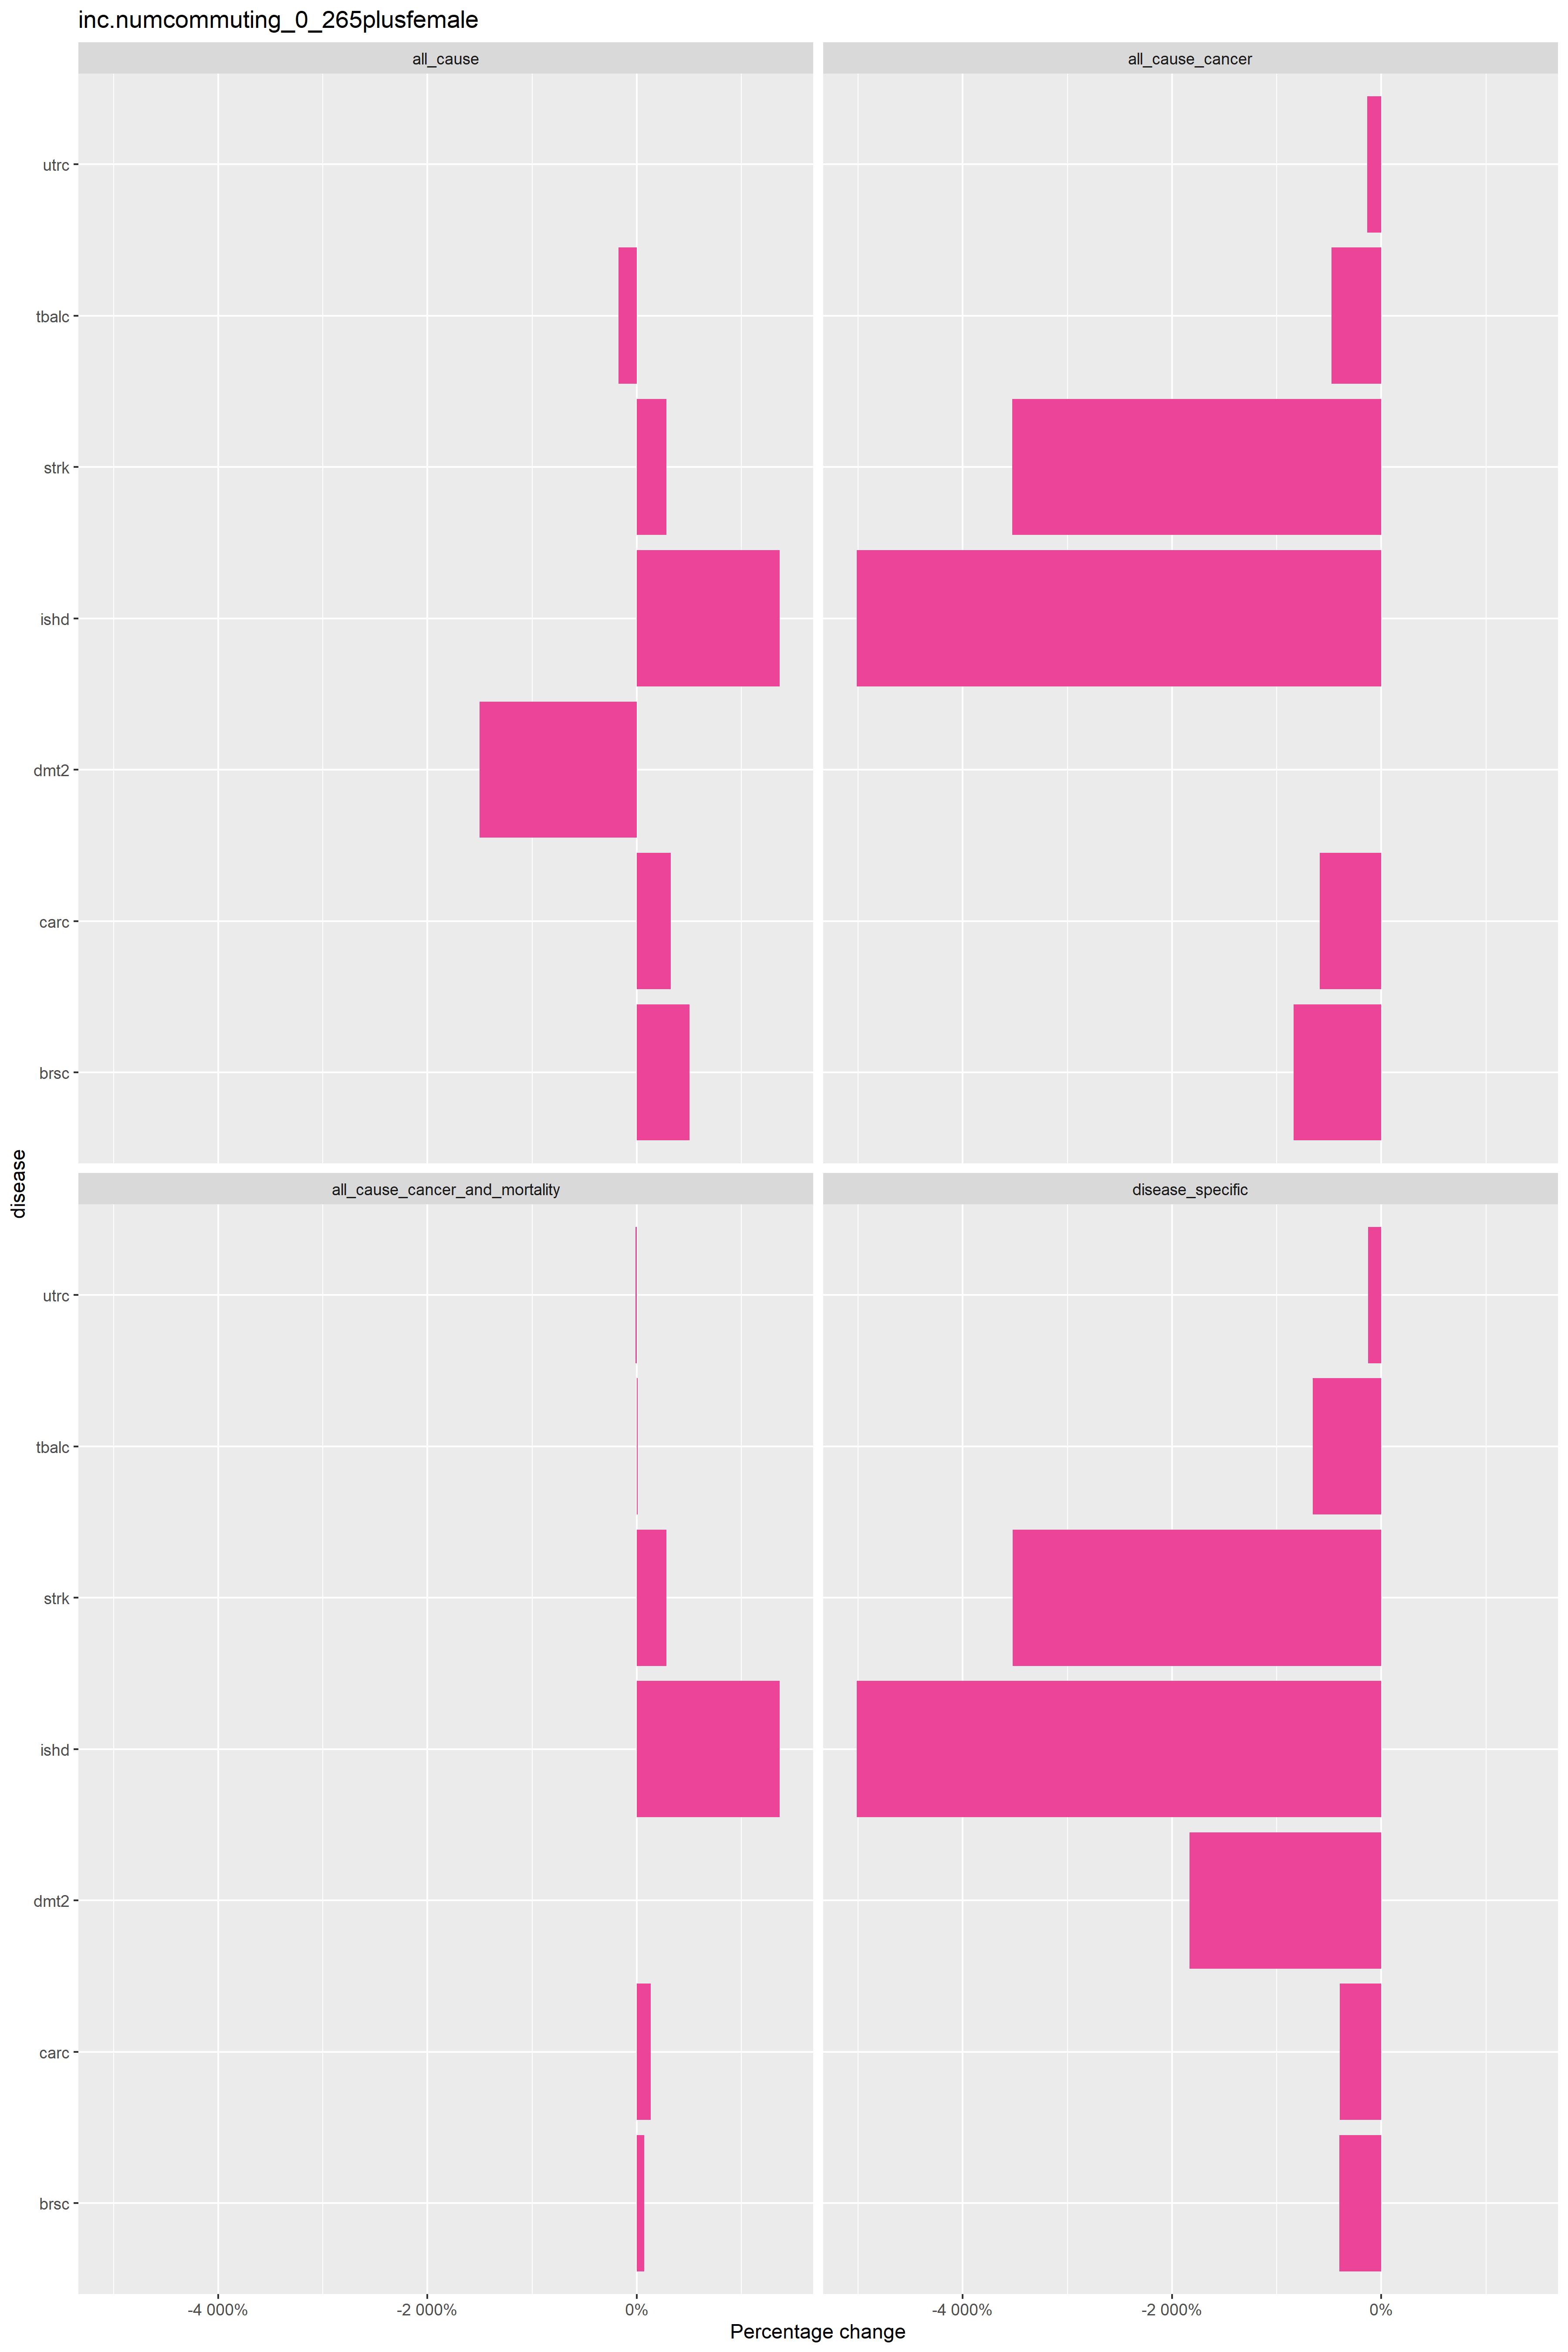 inc.numcommuting_0_265plusfemale
all_cause
all_cause_cancer
utrc
tbalc
strk
ishd
dmt2
carc
brsc
disease
all_cause_cancer_and_mortality
disease_specific
utrc
tbalc
strk
ishd
dmt2
carc
brsc
-4 000%
-2 000%
0%
-4 000%
-2 000%
0%
Percentage change